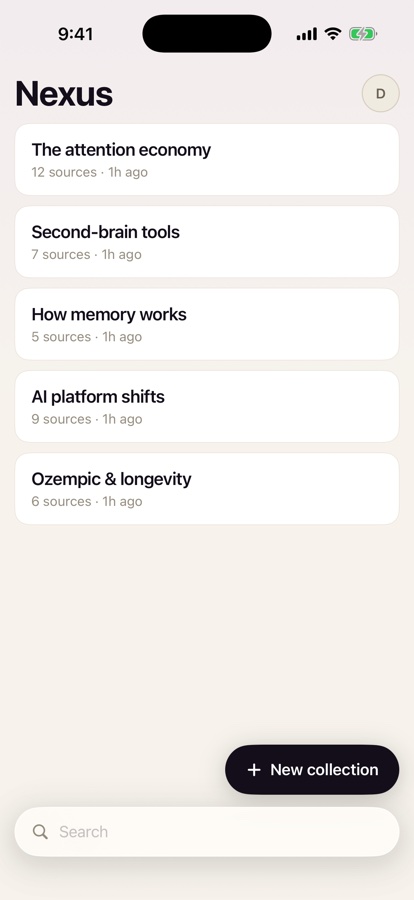 9:41
Nexus
D
The attention economy
12 sources · 1h ago
Second-brain tools
7 sources · 1h ago
How memory works
5 sources · 1h ago
AI platform shifts
9 sources · 1h ago
Ozempic & longevity
6 sources · 1h ago
+ New collection
Search